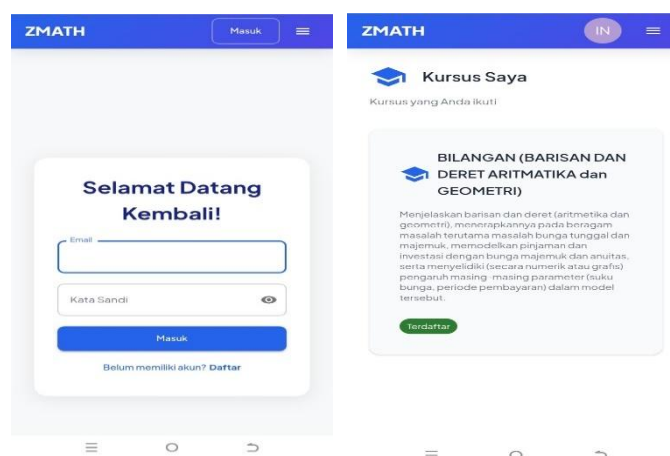 ZMATH
Masuk
Selamat Datang
Kembali!
Email
Kata Sandi
Masuk
Belum memiliki akun? Daftar
ZMATH
IN
Kursus Saya
Kursus yang Anda ikuti
BILANGAN (BARISAN DAN
DERET ARITMATIKA dan
GEOMETRI)
Menjelaskan barisan dan deret (aritmetika dan
geometri), menerapkannya pada beragam
masalah terutama masalah bunga tunggal dan
majemuk, memodelkan pinjaman dan
investasi dengan bunga majemuk dan anuitas,
serta menyelidiki (secara numerik atau grafis)
pengaruh masing -masing parameter (suku
bunga, periode pembayaran) dalam model
tersebut.
Terdaftar